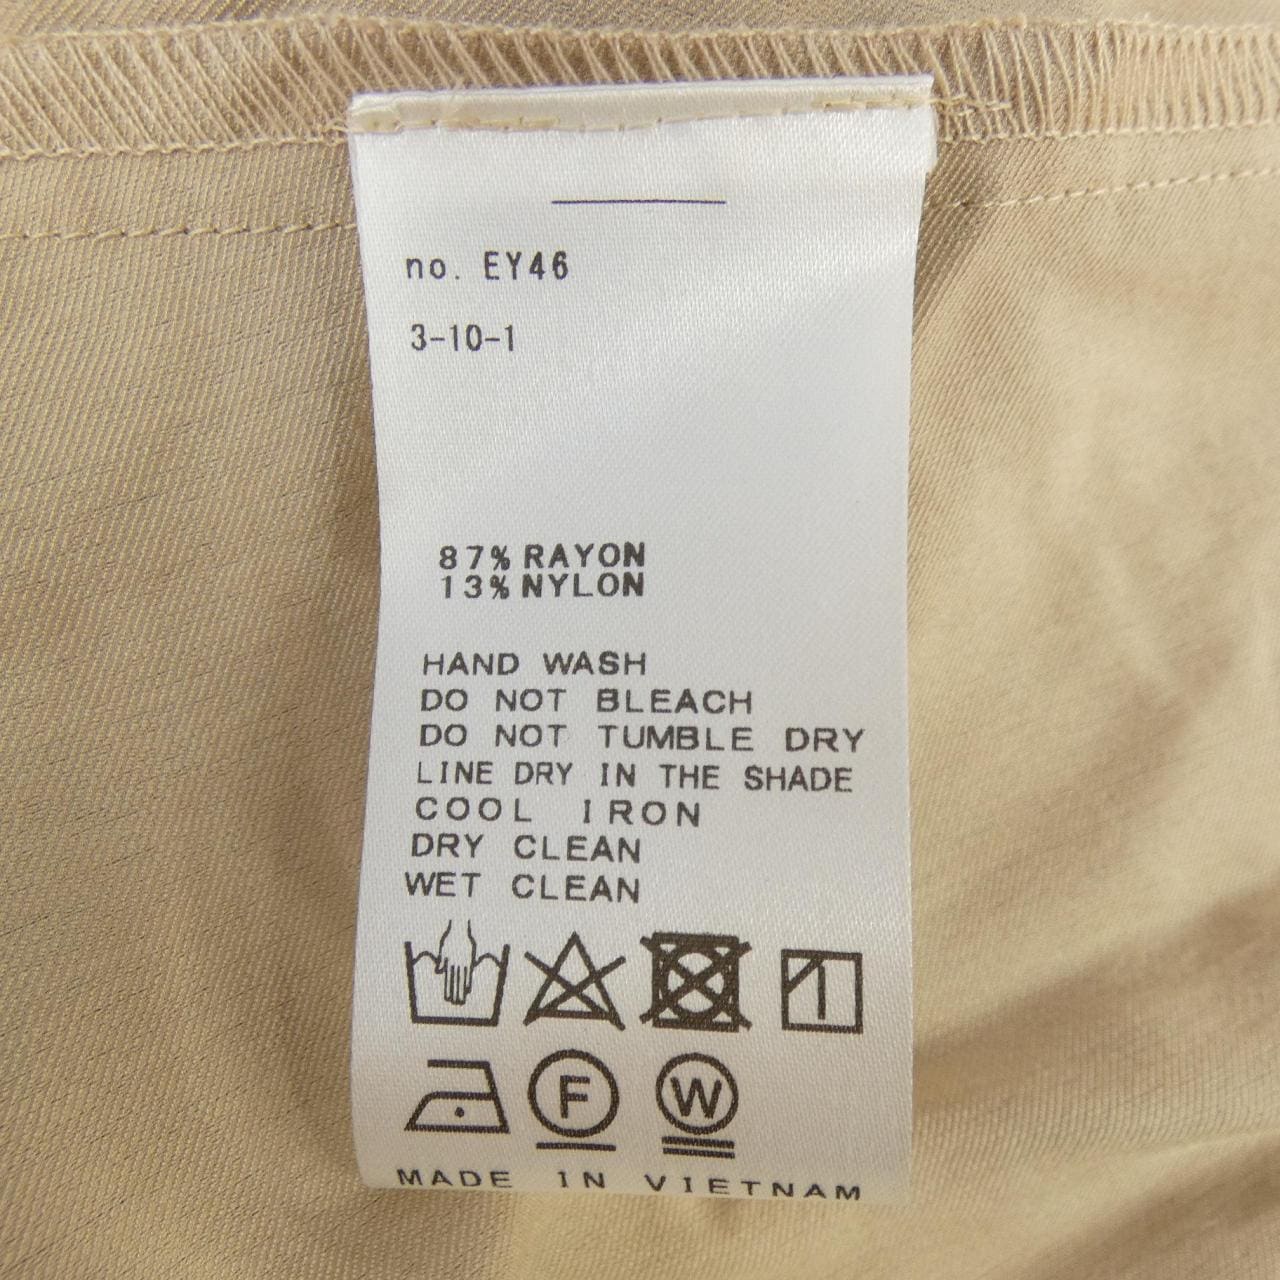 no. EY46
3-10-1
87% RAYON
13% NYLON
HAND WASH
DO NOT BLEACH
DO NOT TUMBLE DRY
LINE DRY IN THE SHADE
COOL IRON
DRY CLEAN
WET CLEAN
F W
MADE IN VIETNAM